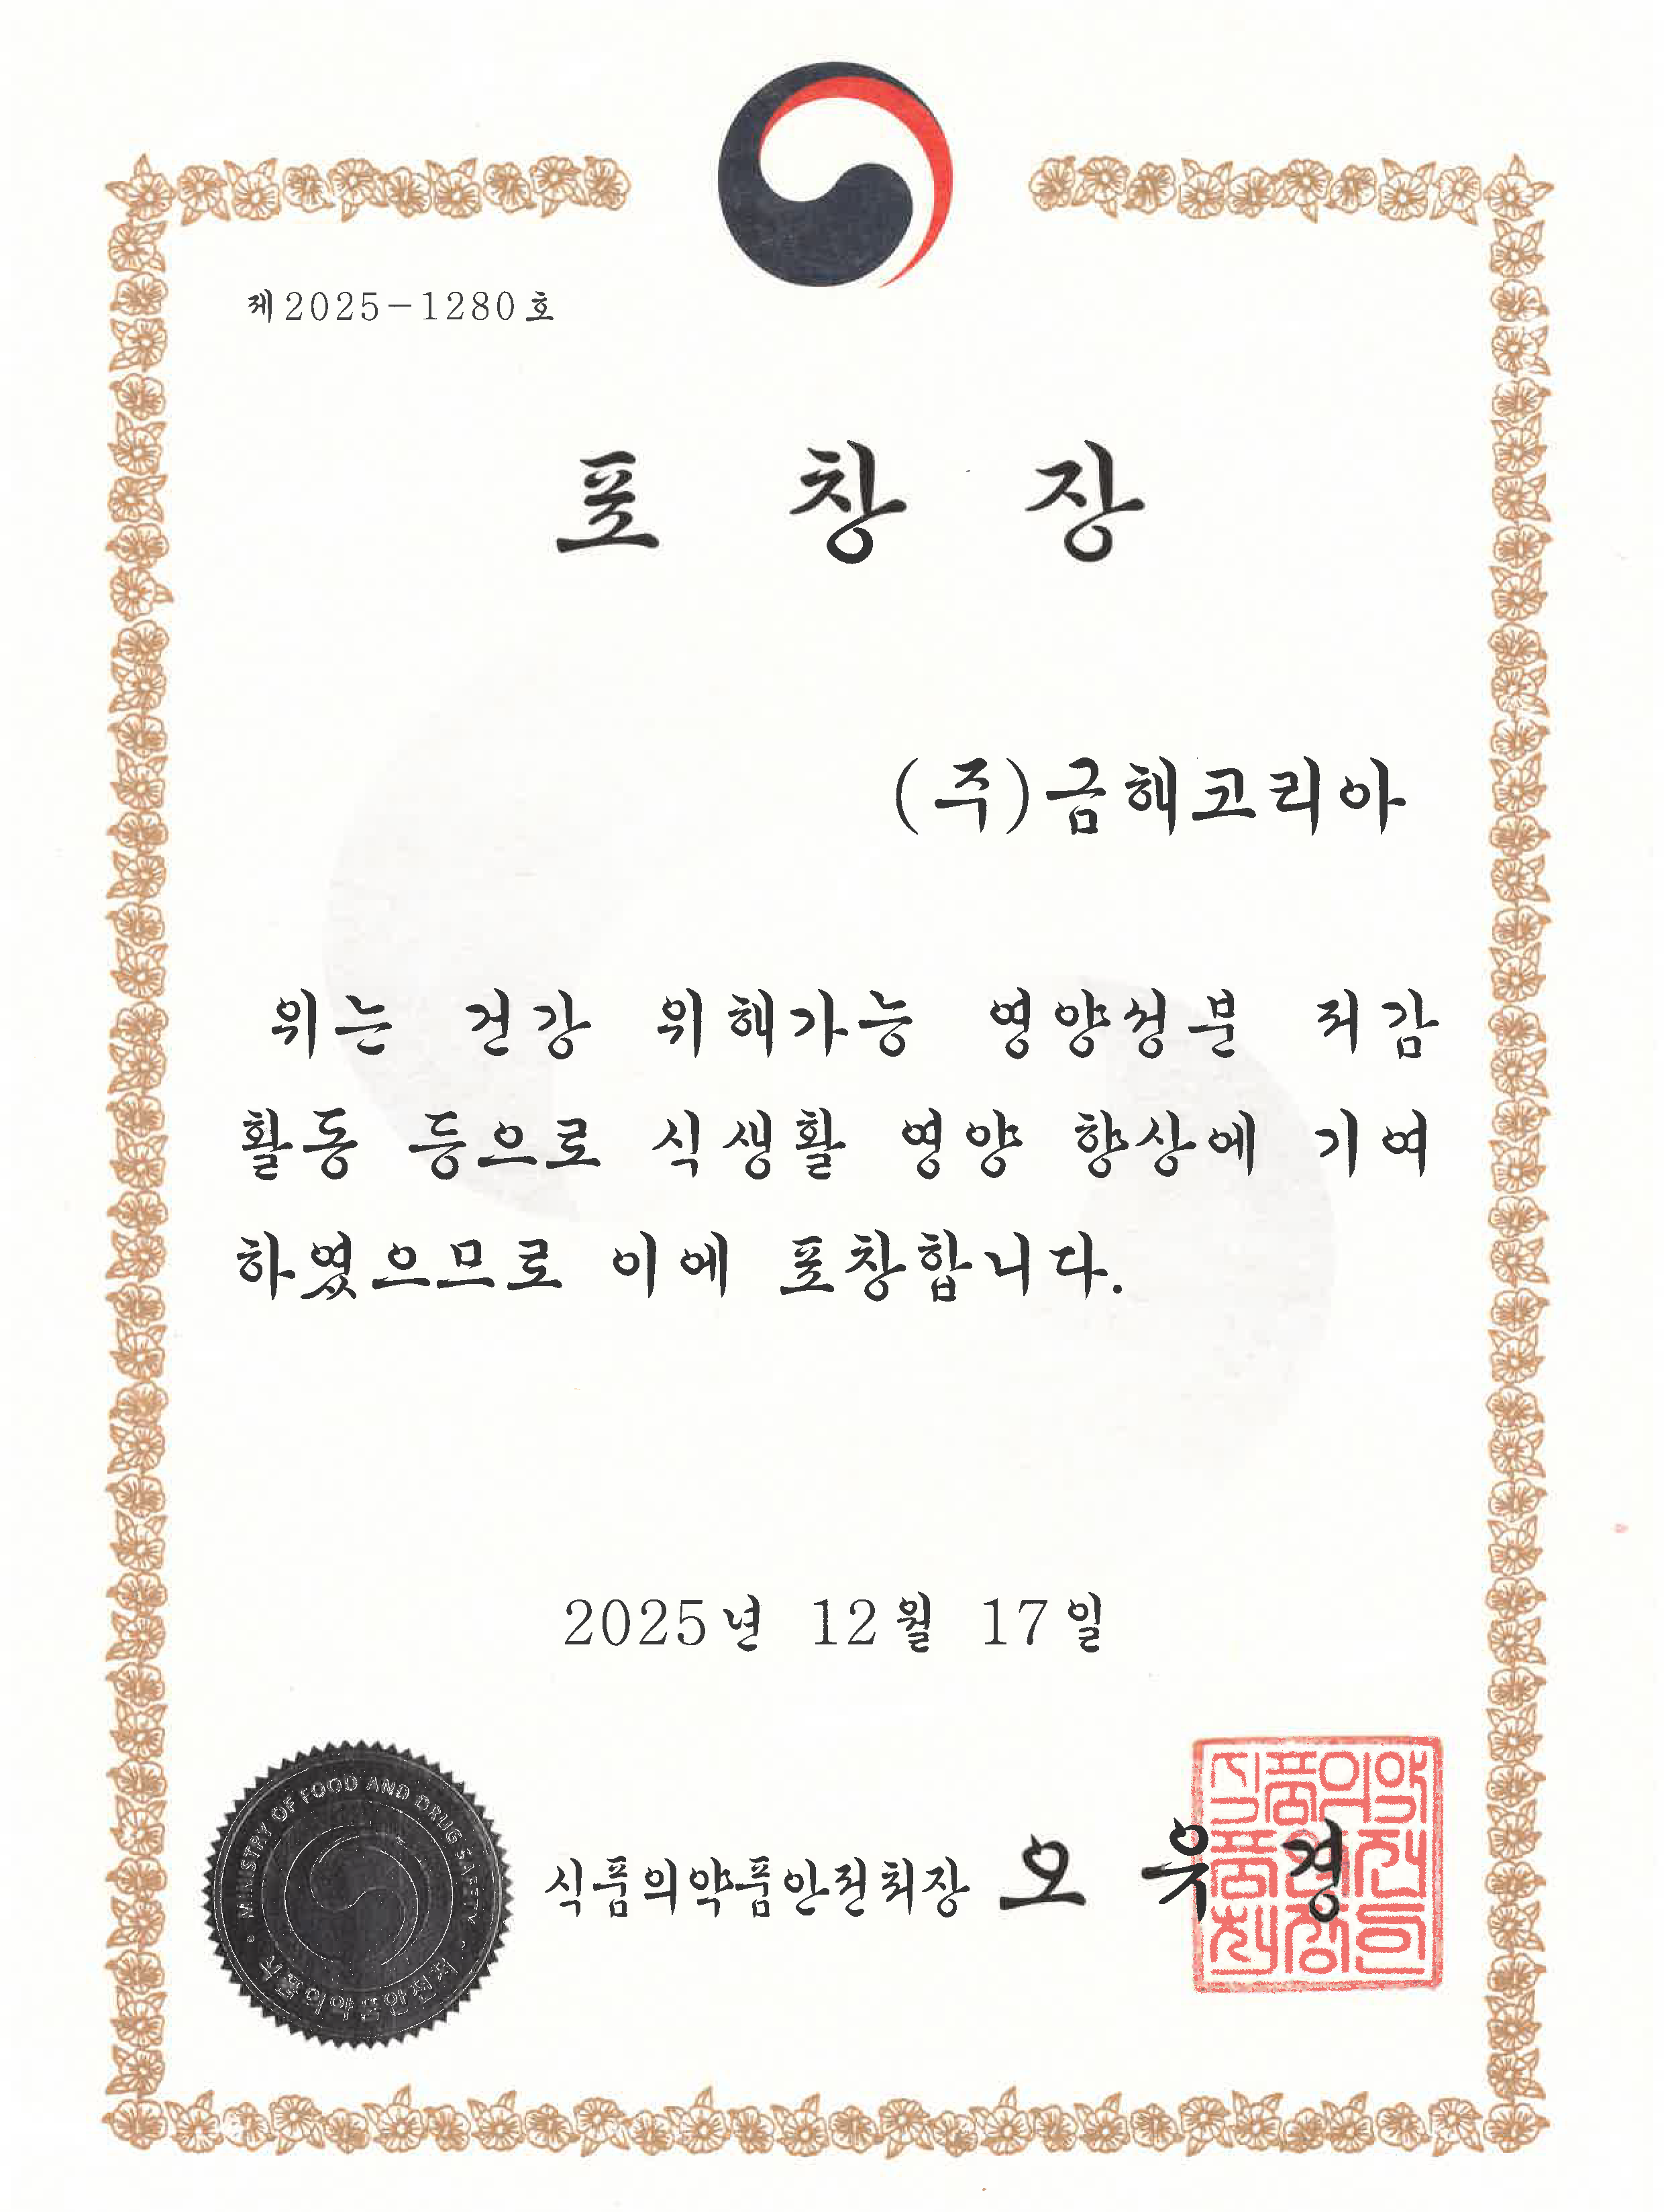 제2025-1280호
포 창 장
(주)금해코리아
위는 건강 위해가능 영양성분 저감
활동 등으로 식생활 영양 향상에 기여
하였으므로 이에 포창합니다.
2025년 12월 17일
MINISTRY OF FOOD AND DRUG SAFETY
식품의약품안전처
식품의약품안전처장 오유경
식품의약
품안전
처장의인